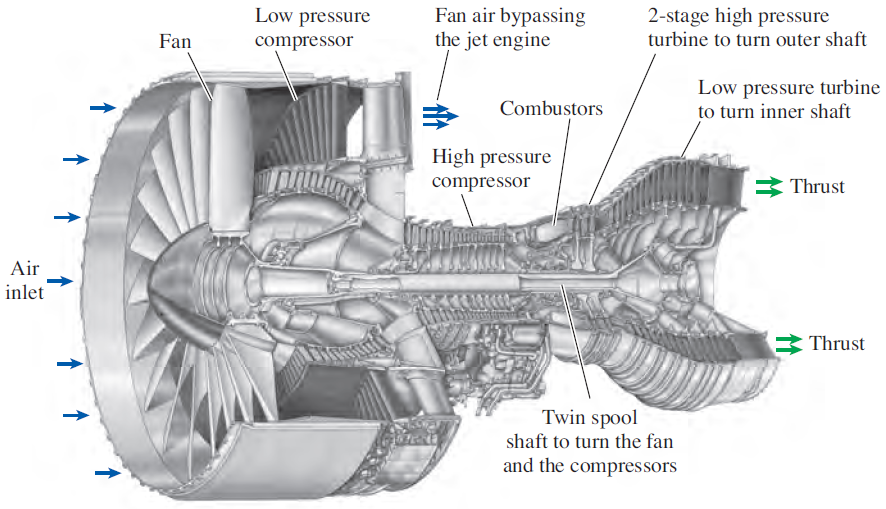 Fan
Low pressure
compressor
Fan air bypassing
the jet engine
2-stage high pressure
turbine to turn outer shaft
Low pressure turbine
to turn inner shaft
Combustors
High pressure
compressor
Thrust
Air
inlet
Thrust
Twin spool
shaft to turn the fan
and the compressors